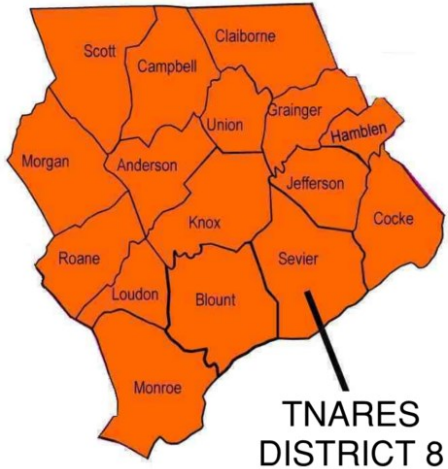 Claiborne
Scott
Campbell
Grainger
Union
Hamblen
Morgan
Anderson
Jefferson
Cocke
Knox
Roane
Sevier
Loudon
Blount
Monroe
TNARES
DISTRICT 8